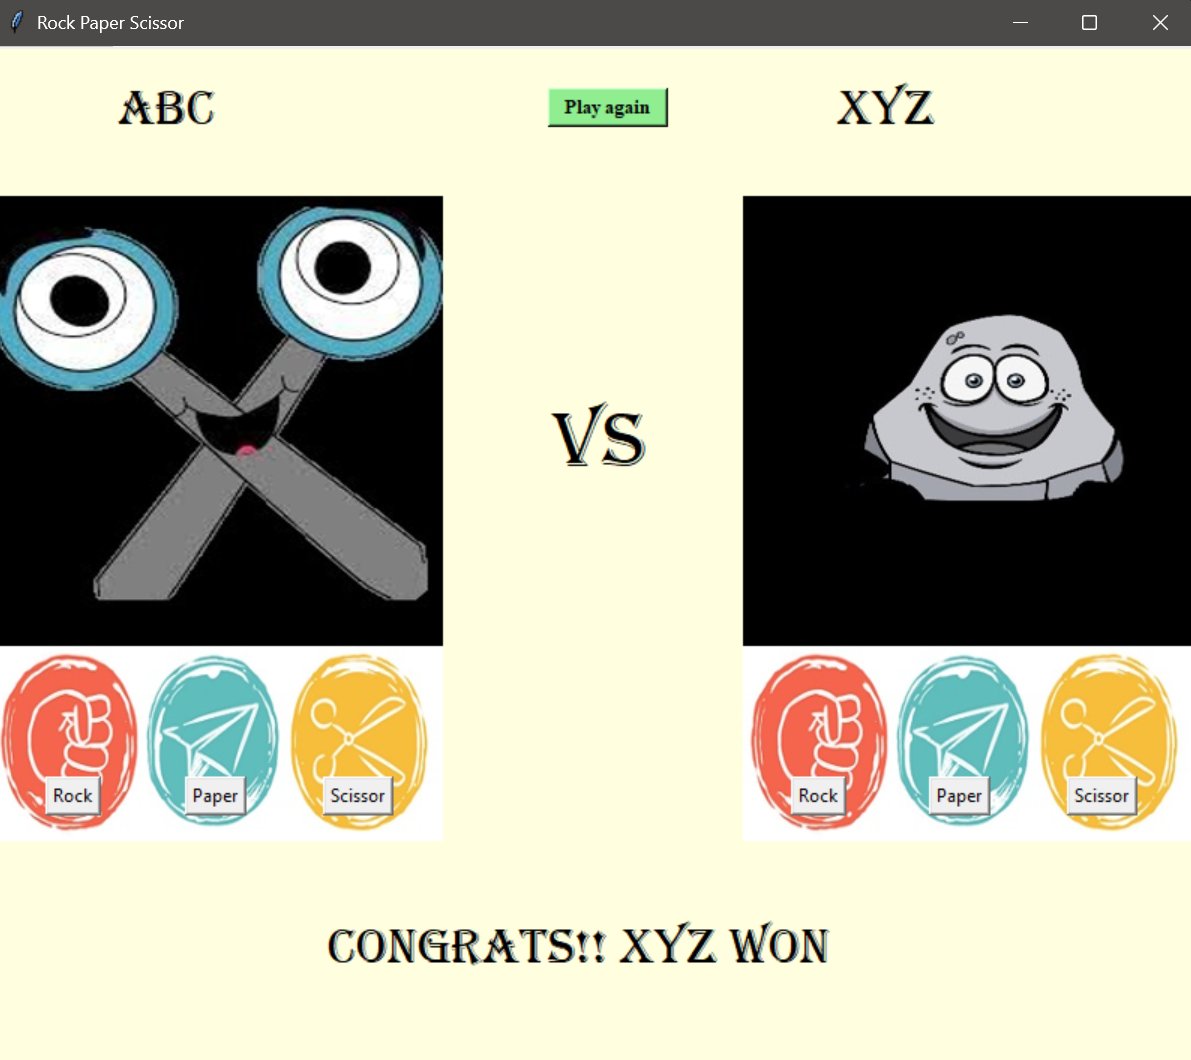 Rock Paper Scissor
ABC
Play again
XYZ
VS
Rock
Paper
Scissor
Rock
Paper
Scissor
CONGRATS!! XYZ WON